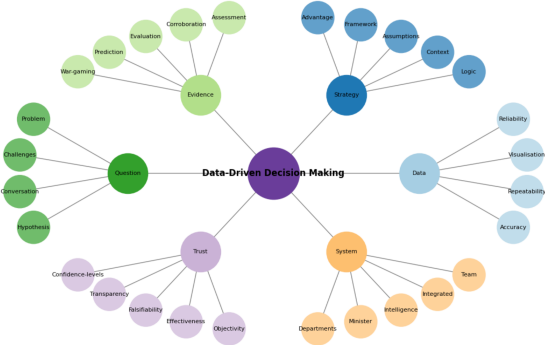 Assessment
Corroboration
Evaluation
Prediction
War-gaming
Evidence
Advantage
Framework
Assumptions
Context
Logic
Strategy
Problem
Challenges
Conversation
Hypothesis
Question
Data-Driven Decision Making
Data
Reliability
Visualisation
Repeatability
Accuracy
Trust
Confidence-levels
Transparency
Falsifiability
Effectiveness
Objectivity
System
Team
Integrated
Intelligence
Minister
Departments